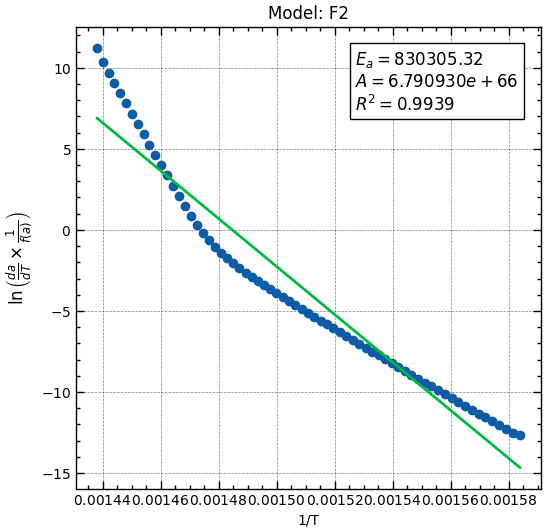 Model: F2
E_a = 830305.32
A = 6.790930e + 66
R^2 = 0.9939
10
5
0
−5
−10
−15
ln(da/dT × 1/f(a))
0.00144 0.00146 0.00148 0.00150 0.00152 0.00154 0.00156 0.00158
1/T